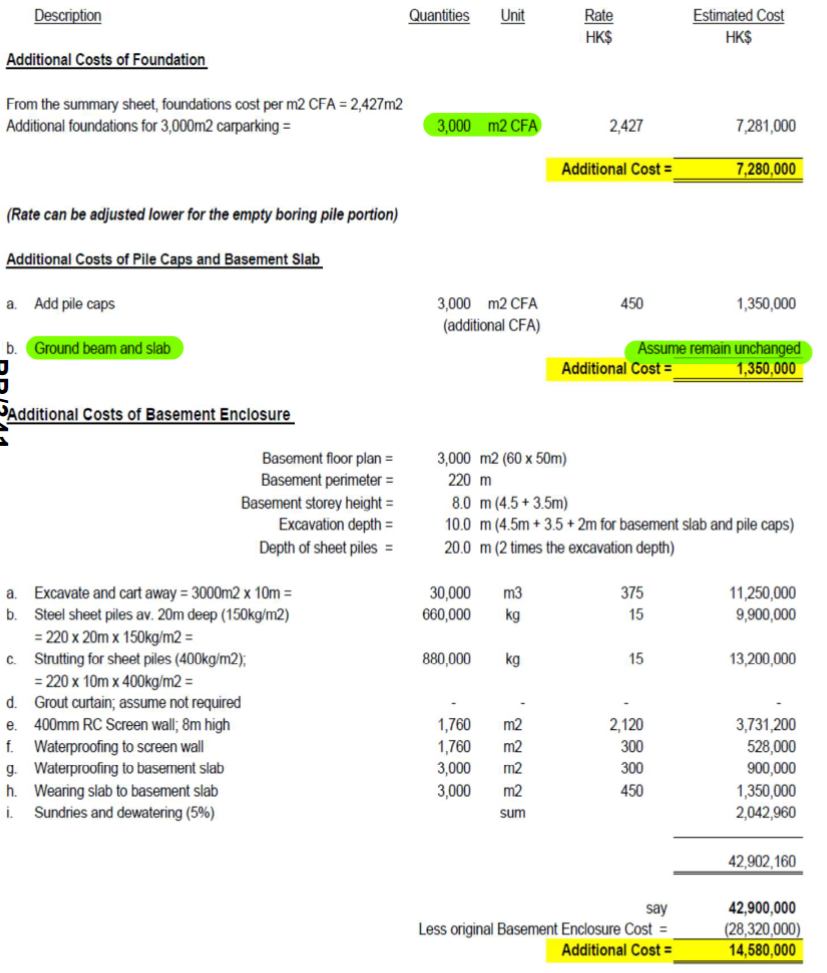 Description Quantities Unit Rate Estimated Cost
HK$ HK$
Additional Costs of Foundation
From the summary sheet, foundations cost per m2 CFA = 2,427m2
Additional foundations for 3,000m2 carparking = 3,000 m2 CFA 2,427 7,281,000
Additional Cost = 7,280,000
(Rate can be adjusted lower for the empty boring pile portion)
Additional Costs of Pile Caps and Basement Slab
a. Add pile caps 3,000 m2 CFA 450 1,350,000
(additional CFA)
b. Ground beam and slab Assume remain unchanged
Additional Cost = 1,350,000
Additional Costs of Basement Enclosure
Basement floor plan = 3,000 m2 (60 x 50m)
Basement perimeter = 220 m
Basement storey height = 8.0 m (4.5 + 3.5m)
Excavation depth = 10.0 m (4.5m + 3.5 + 2m for basement slab and pile caps)
Depth of sheet piles = 20.0 m (2 times the excavation depth)
a. Excavate and cart away = 3000m2 x 10m = 30,000 m3 375 11,250,000
b. Steel sheet piles av. 20m deep (150kg/m2) 660,000 kg 15 9,900,000
= 220 x 20m x 150kg/m2 =
c. Strutting for sheet piles (400kg/m2); 880,000 kg 15 13,200,000
= 220 x 10m x 400kg/m2 =
d. Grout curtain; assume not required - - - -
e. 400mm RC Screen wall; 8m high 1,760 m2 2,120 3,731,200
f. Waterproofing to screen wall 1,760 m2 300 528,000
g. Waterproofing to basement slab 3,000 m2 300 900,000
h. Wearing slab to basement slab 3,000 m2 450 1,350,000
i. Sundries and dewatering (5%) sum 2,042,960
42,902,160
say 42,900,000
Less original Basement Enclosure Cost = (28,320,000)
Additional Cost = 14,580,000